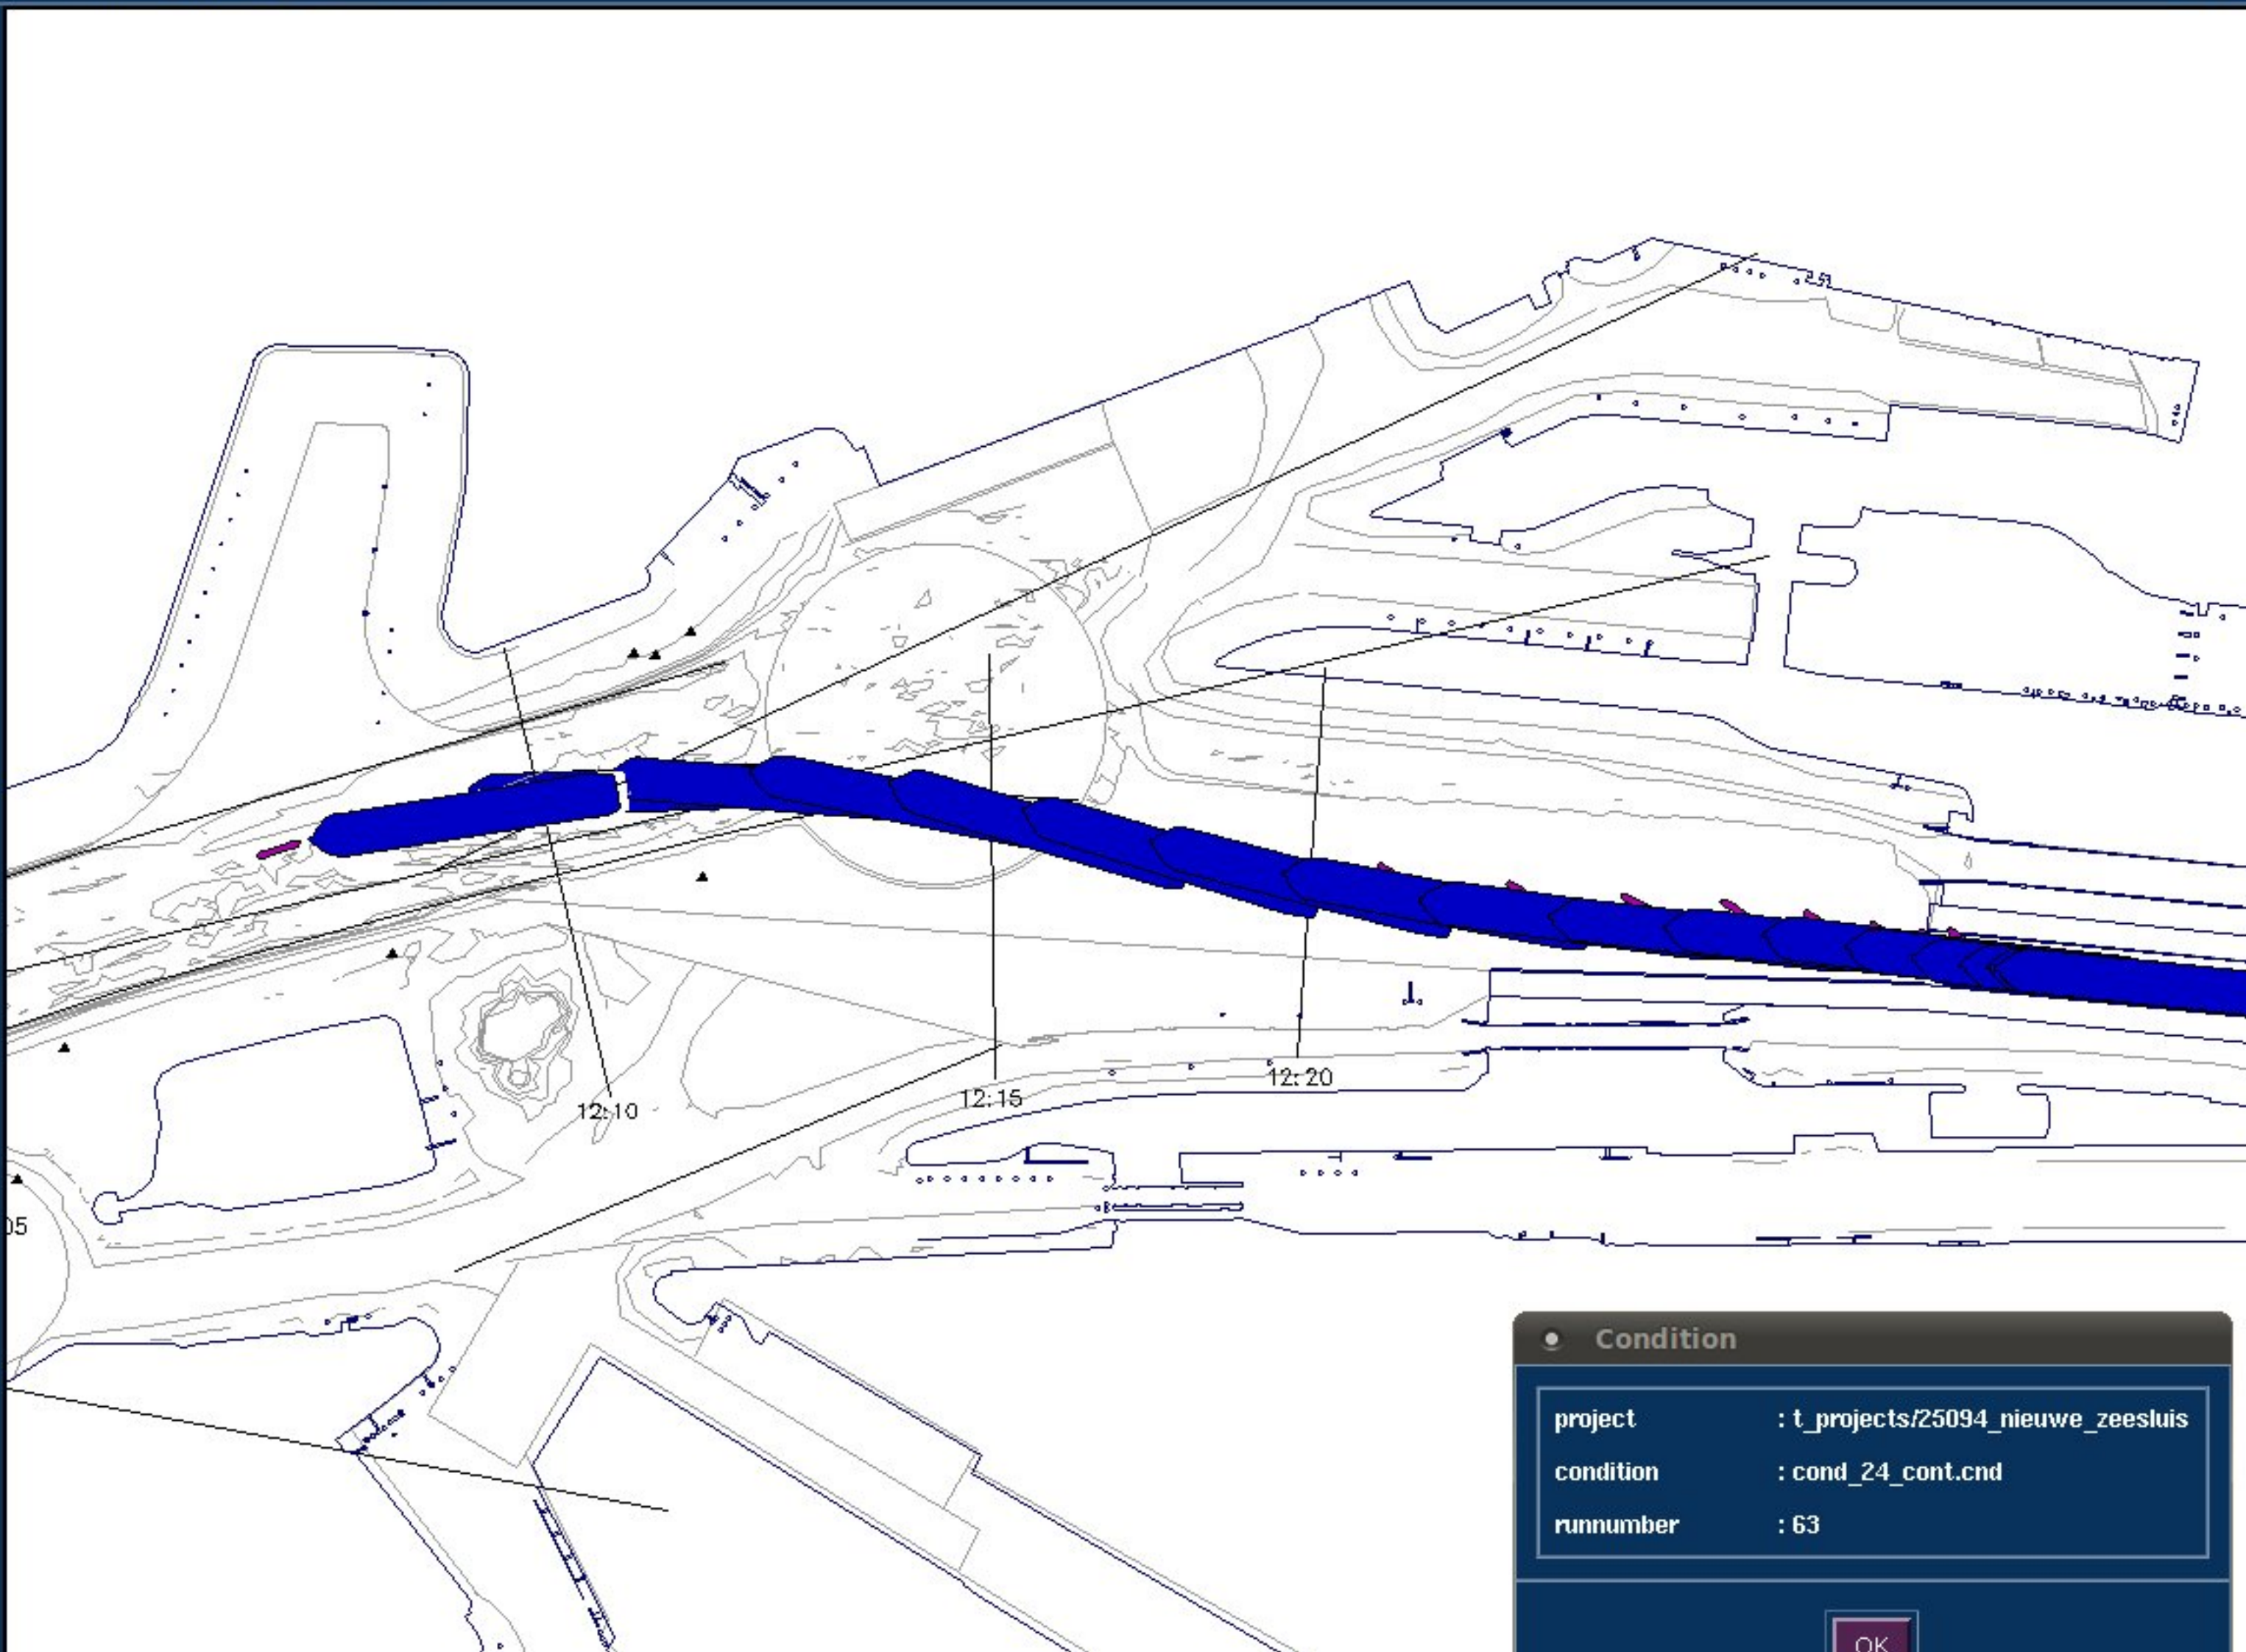 12:20
12:15
12:10
05
Condition
project : t_projects/25094_nieuwe_zeesluis
condition : cond_24_cont.cnd
runnumber : 63
OK